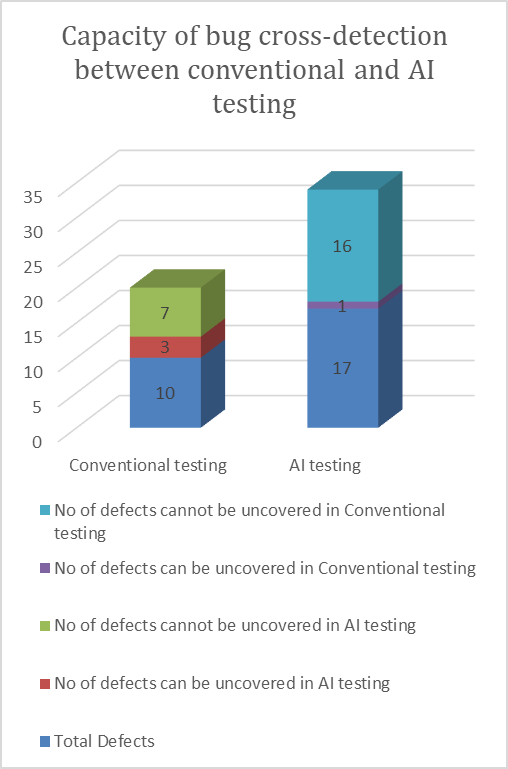 Capacity of bug cross-detection
between conventional and AI
testing
35
30
25
20
15
10
5
0
7
3
10
16
1
17
Conventional testing
AI testing
No of defects cannot be uncovered in Conventional
testing
No of defects can be uncovered in Conventional testing
No of defects cannot be uncovered in AI testing
No of defects can be uncovered in AI testing
Total Defects